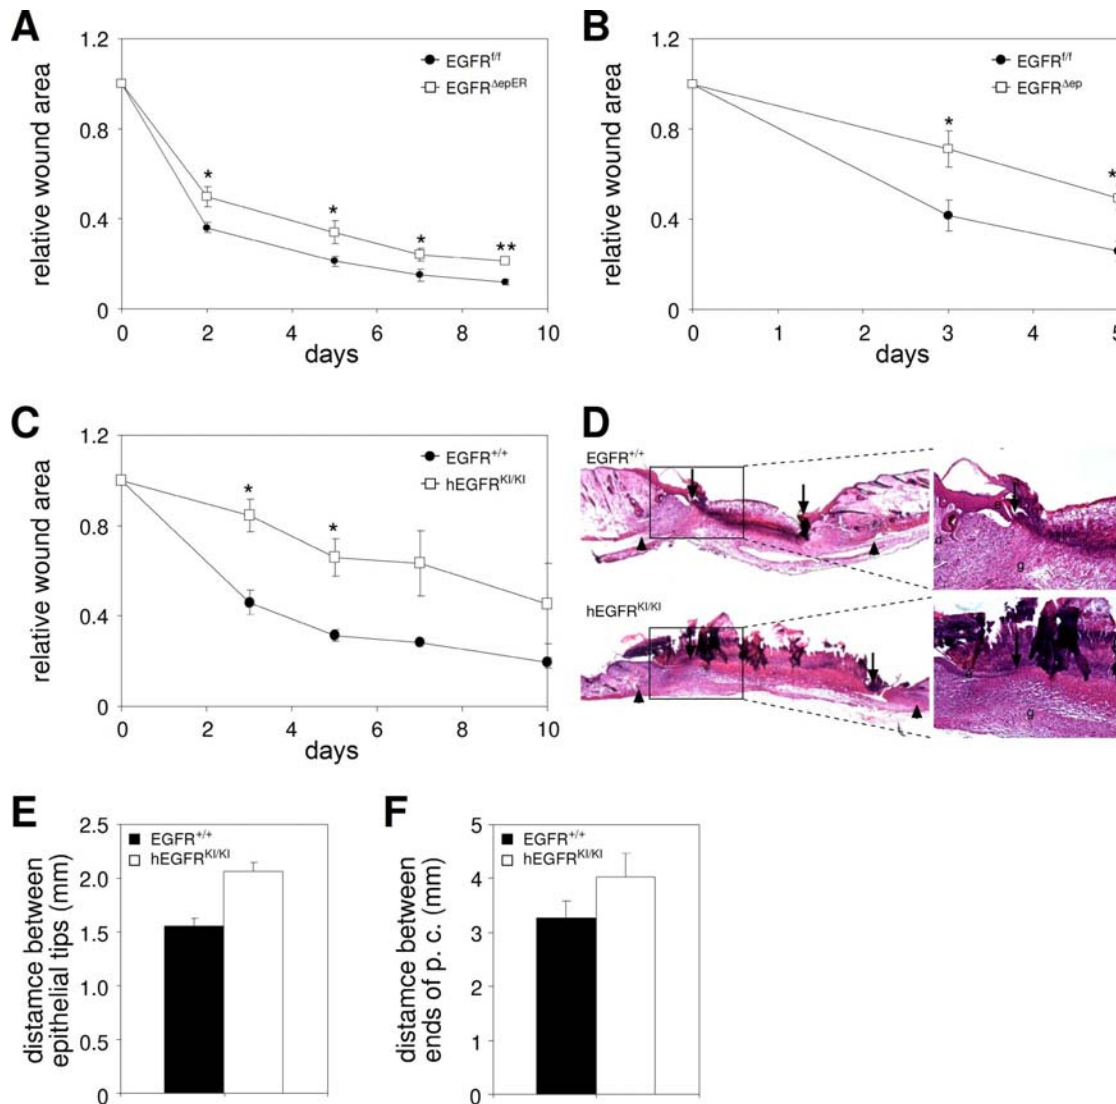 A
1.2
EGFR^f/f
EGFR^ΔepER
0.8
relative wound area
*
*
0.4
*
**
0
0 2 4 6 8 10
days
B
1.2
EGFR^f/f
EGFR^Δep
*
0.8
relative wound area
*
0.4
0
0 1 2 3 4 5
days
C
1.2
EGFR^+/+
hEGFR^KI/KI
*
0.8
*
relative wound area
0.4
0
0 2 4 6 8 10
days
D
EGFR^+/+
d
g
hEGFR^KI/KI
g
E
2.5
EGFR^+/+
hEGFR^KI/KI
2.0
1.5
1.0
0.5
0
distamce between
epithelial tips (mm)
F
5
EGFR^+/+
hEGFR^KI/KI
4
3
2
1
0
distamce between
ends of p. c. (mm)